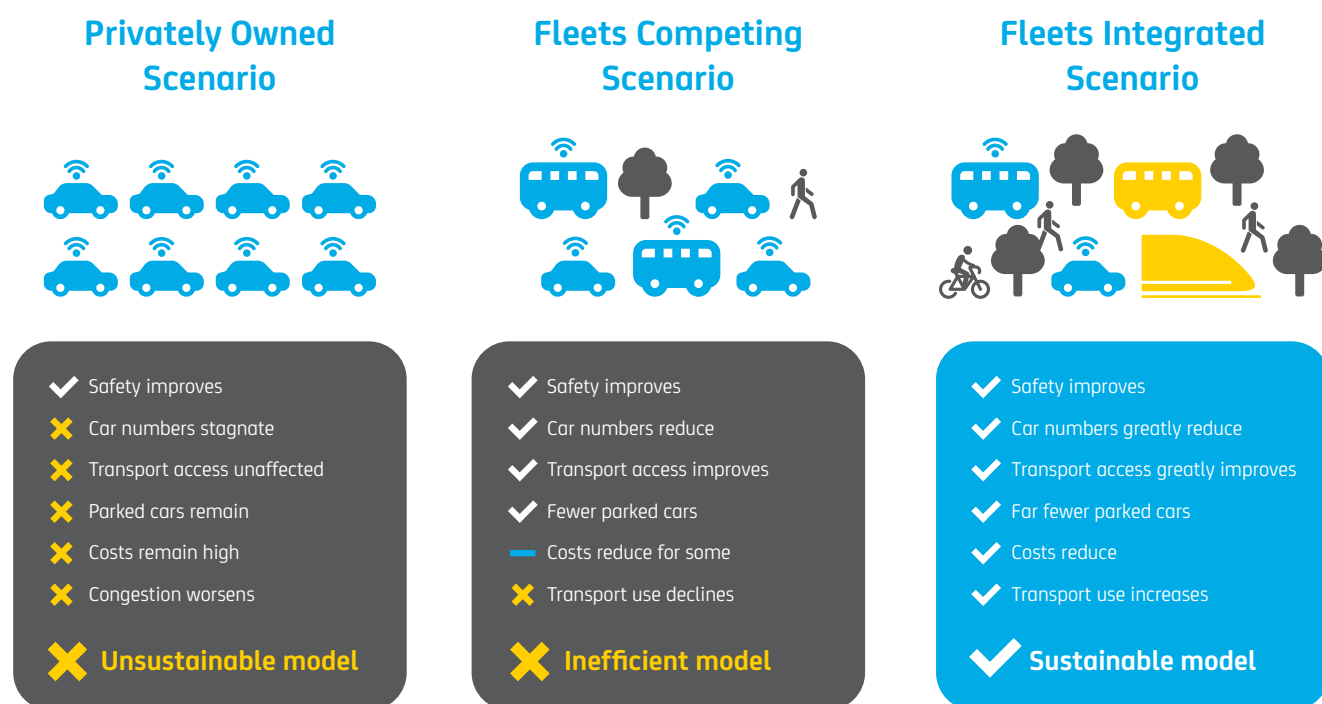 Privately Owned
Scenario
Safety improves
Car numbers stagnate
Transport access unaffected
Parked cars remain
Costs remain high
Congestion worsens
Unsustainable model
Fleets Competing
Scenario
Safety improves
Car numbers reduce
Transport access improves
Fewer parked cars
Costs reduce for some
Transport use declines
Inefficient model
Fleets Integrated
Scenario
Safety improves
Car numbers greatly reduce
Transport access greatly improves
Far fewer parked cars
Costs reduce
Transport use increases
Sustainable model